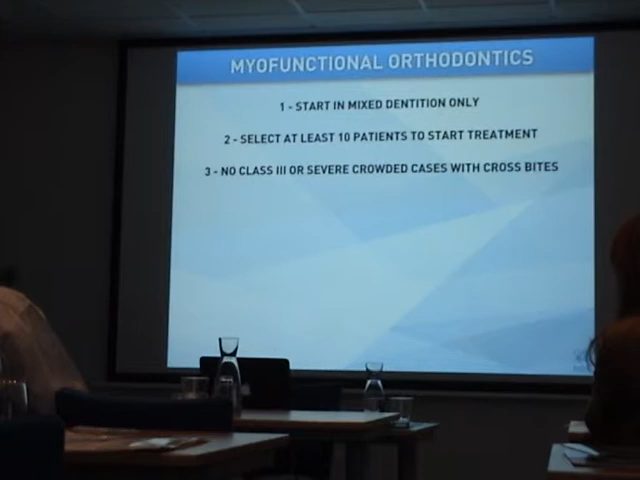 MYOFUNCTIONAL ORTHODONTICS
1 - START IN MIXED DENTITION ONLY
2 - SELECT AT LEAST 10 PATIENTS TO START TREATMENT
3 - NO CLASS III OR SEVERE CROWDED CASES WITH CROSS BITES